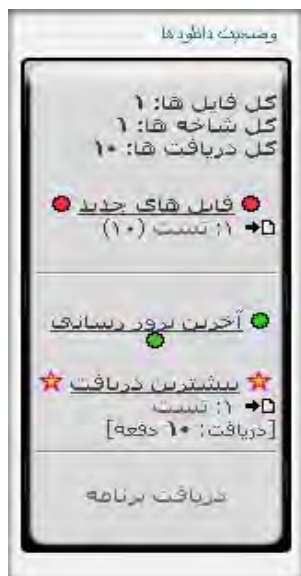 وضعیت دانلود ها
کل فایل ها: ۱
کل شاخه ها: ۱
کل دریافت ها: ۱۰
فایل های جدید
۱: تست (۱۰)
آخرین بروز رسانی
بیشترین دریافت
۱: تست
[دریافت: ۱۰ دفعه]
دریافت برنامه